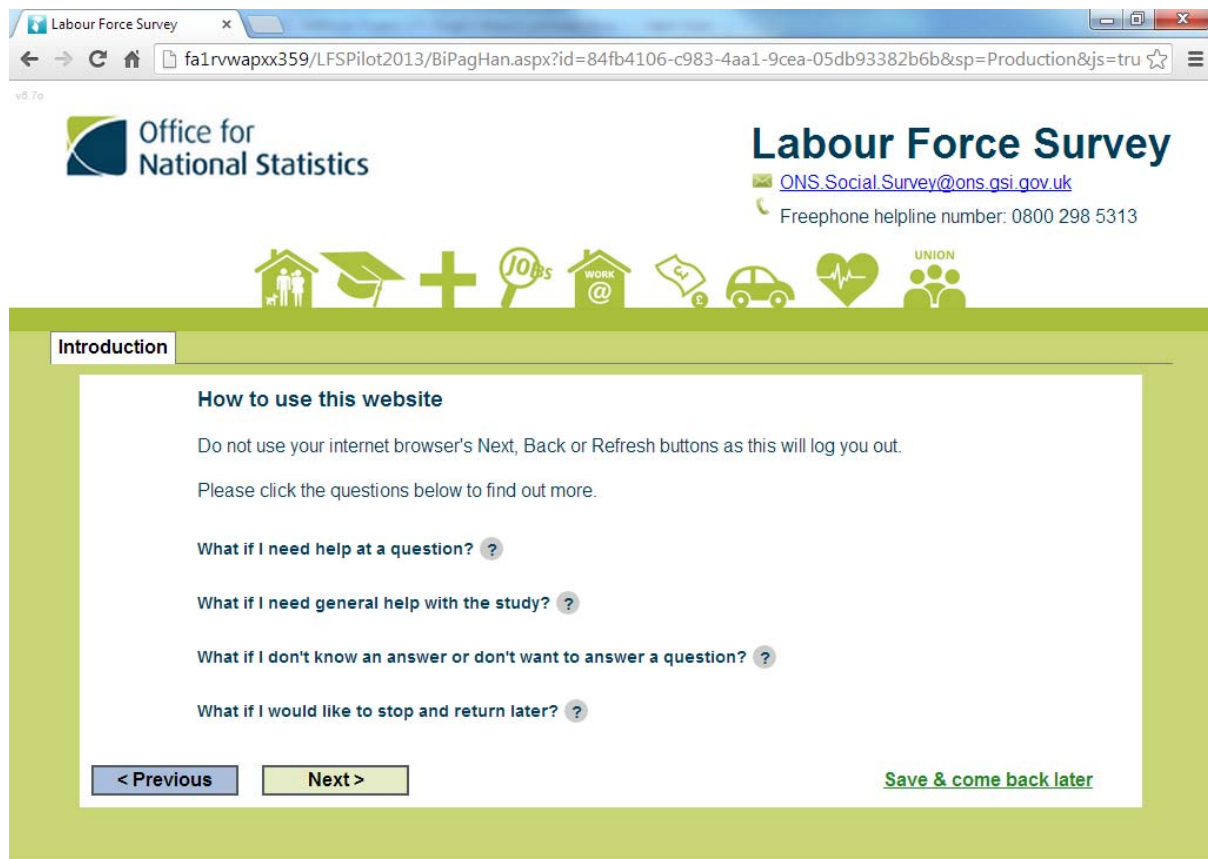 Labour Force Survey
fa1rvwapxx359/LFSPilot2013/BiPagHan.aspx?id=84fb4106-c983-4aa1-9cea-05db93382b6b&sp=Production&js=tru
v6.7o
Office for
National Statistics
Labour Force Survey
ONS.Social.Survey@ons.gsi.gov.uk
Freephone helpline number: 0800 298 5313
JOBS
WORK
@
£
£
UNION
Introduction
How to use this website
Do not use your internet browser's Next, Back or Refresh buttons as this will log you out.
Please click the questions below to find out more.
What if I need help at a question? ?
What if I need general help with the study? ?
What if I don't know an answer or don't want to answer a question? ?
What if I would like to stop and return later? ?
< Previous
Next >
Save & come back later